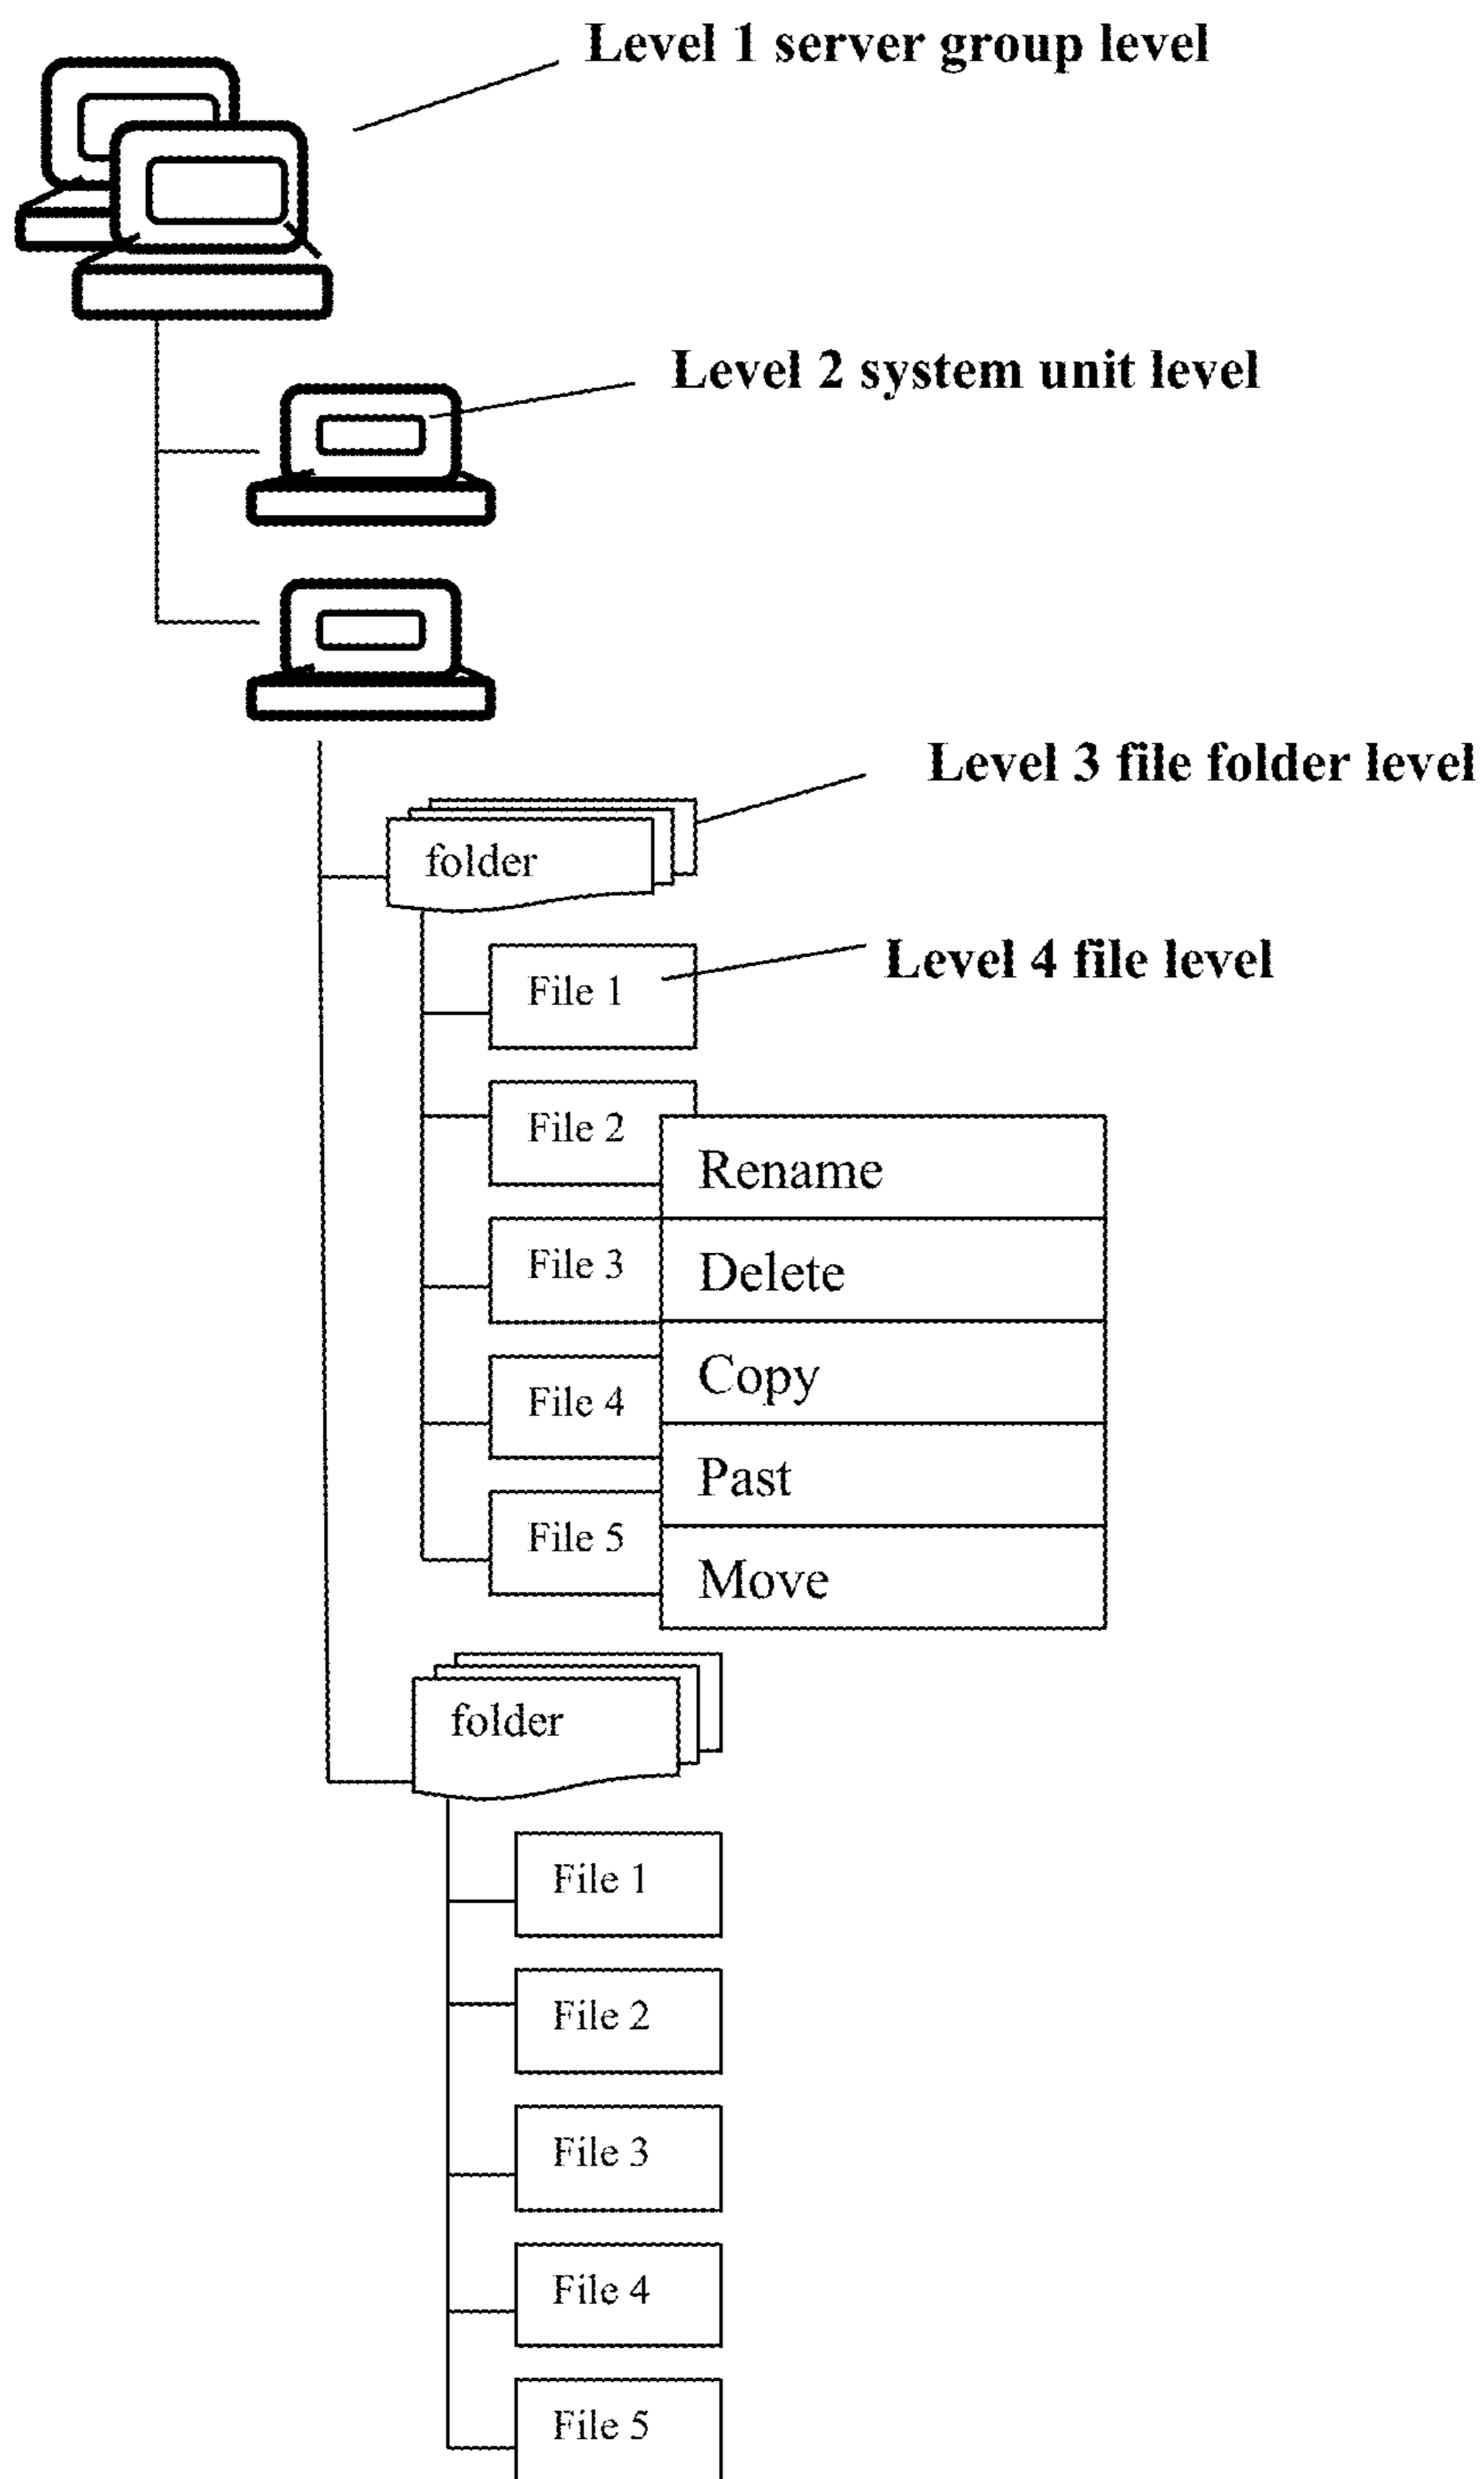 Level 1 server group level
Level 2 system unit level
Level 3 file folder level
folder
Level 4 file level
File 1
File 2
Rename
File 3
Delete
Copy
File 4
Past
File 5
Move
folder
File 1
File 2
File 3
File 4
File 5